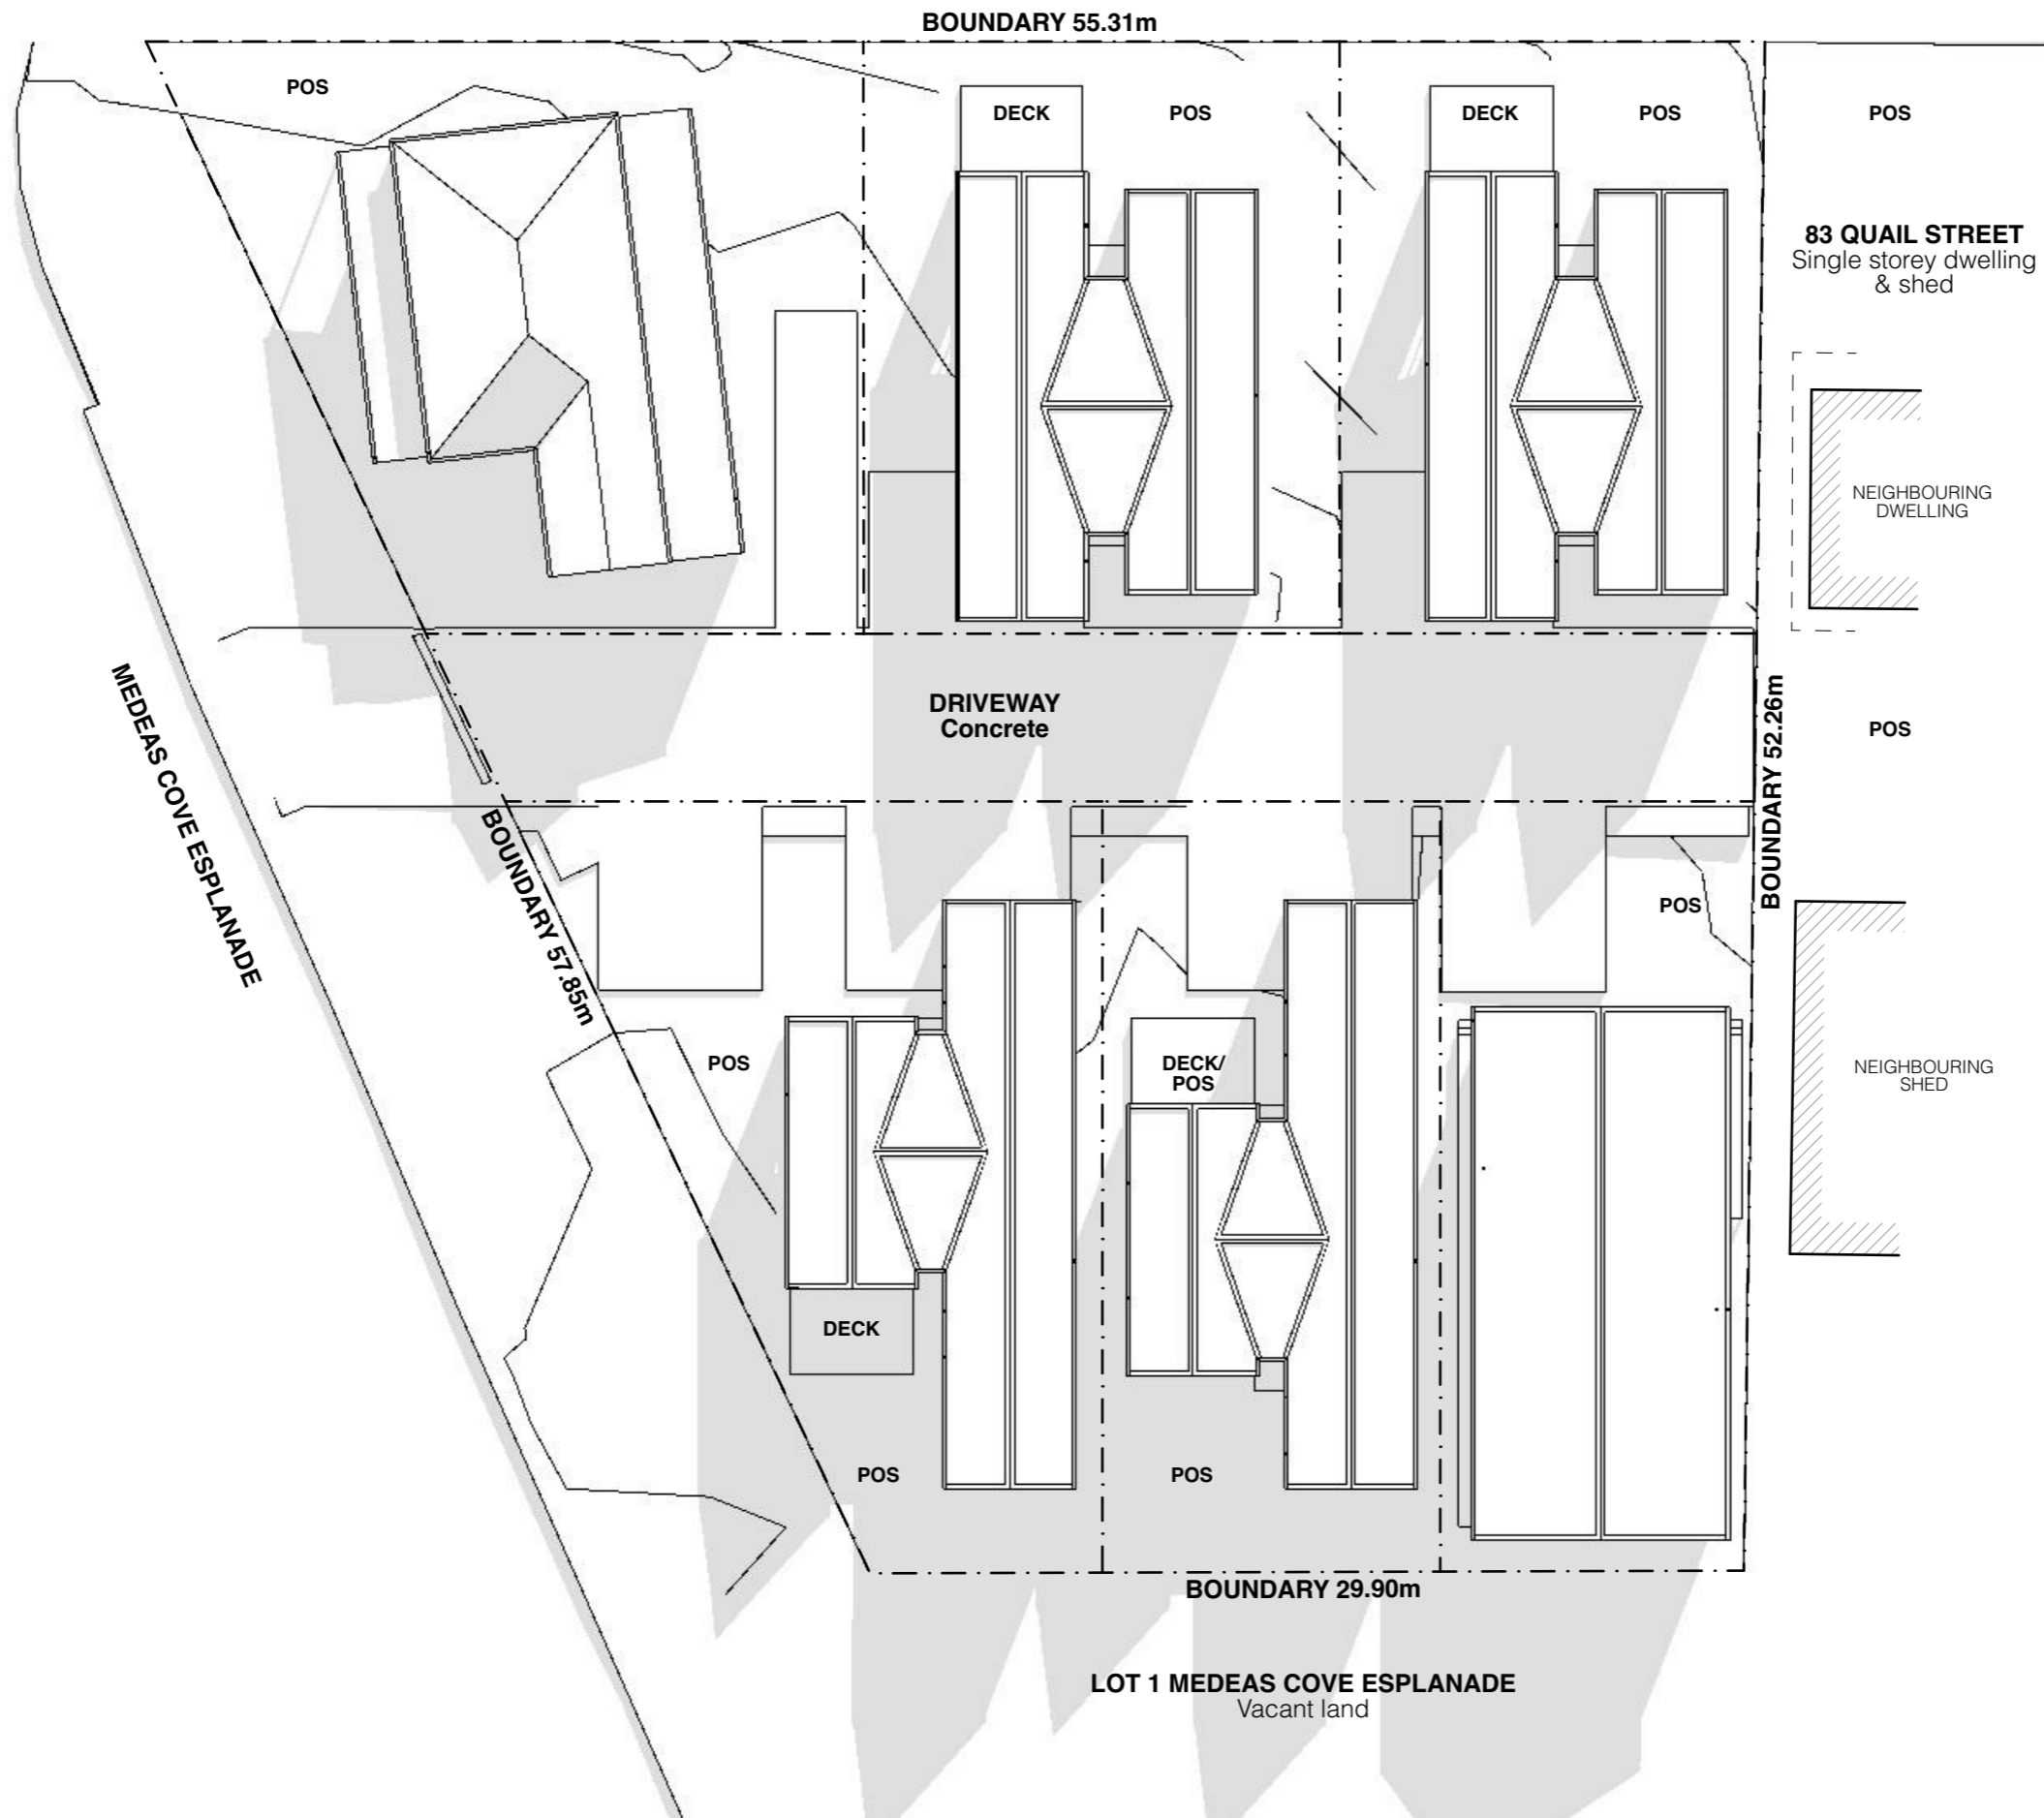 BOUNDARY 55.31m
POS
DECK
POS
DECK
POS
POS
83 QUAIL STREET
Single storey dwelling
& shed
NEIGHBOURING
DWELLING
MEDEAS COVE ESPLANADE
DRIVEWAY
Concrete
BOUNDARY 52.26m
POS
BOUNDARY 57.85m
POS
POS
DECK/
POS
NEIGHBOURING
SHED
DECK
POS
POS
BOUNDARY 29.90m
LOT 1 MEDEAS COVE ESPLANADE
Vacant land